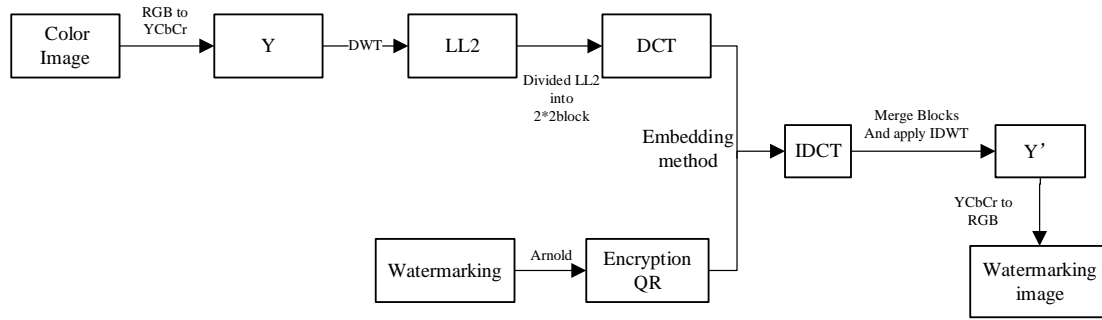 RGB to
YCbCr
Color
Image
Y
DWT
LL2
DCT
Divided LL2
into
2*2block
Embedding
method
Merge Blocks
And apply IDWT
IDCT
Y’
YCbCr to
RGB
Watermarking
Arnold
Encryption
QR
Watermarking
image